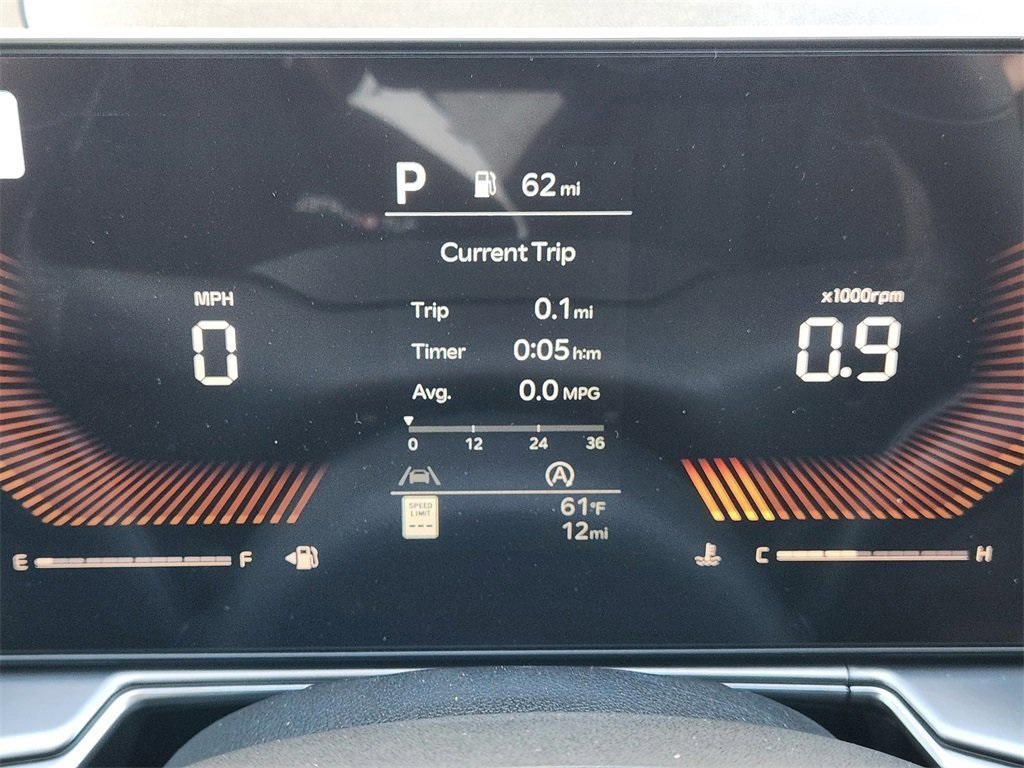 P 62 mi
Current Trip
MPH
0
Trip 0.1 mi
Timer 0:05 h:m
Avg. 0.0 MPG
0 12 24 36
x1000rpm
0.9
A
SPEED
LIMIT
---
61°F
12 mi
E F
C H